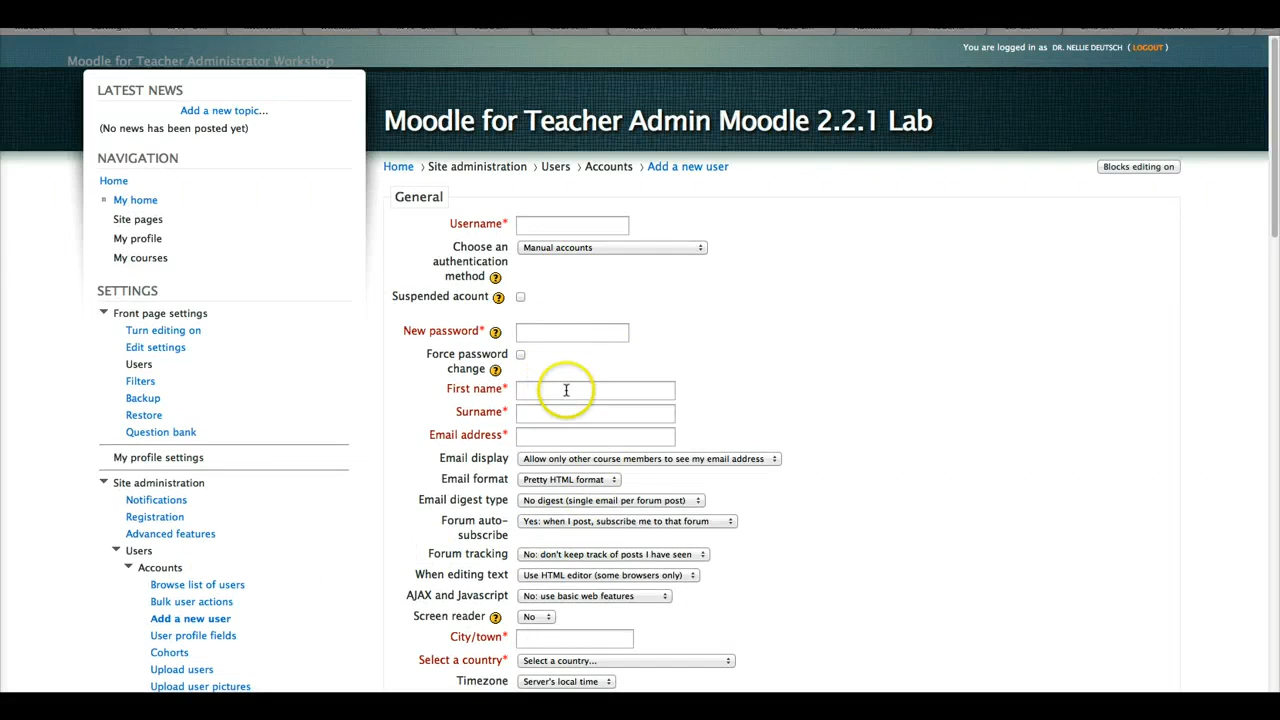 You are logged in as DR. NELLIE DEUTSCH ( LOGOUT )
Moodle for Teacher Administrator Workshop
LATEST NEWS
Add a new topic...
(No news has been posted yet)
NAVIGATION
Home
My home
Site pages
My profile
My courses
SETTINGS
Front page settings
Turn editing on
Edit settings
Users
Filters
Backup
Restore
Question bank
My profile settings
Site administration
Notifications
Registration
Advanced features
Users
Accounts
Browse list of users
Bulk user actions
Add a new user
User profile fields
Cohorts
Upload users
Upload user pictures
Moodle for Teacher Admin Moodle 2.2.1 Lab
Home › Site administration › Users › Accounts › Add a new user
Blocks editing on
General
Username*
Choose an authentication method Manual accounts
Suspended acount
New password*
Force password change
First name*
Surname*
Email address*
Email display Allow only other course members to see my email address
Email format Pretty HTML format
Email digest type No digest (single email per forum post)
Forum auto-subscribe Yes: when I post, subscribe me to that forum
Forum tracking No: don't keep track of posts I have seen
When editing text Use HTML editor (some browsers only)
AJAX and Javascript No: use basic web features
Screen reader No
City/town*
Select a country* Select a country...
Timezone Server's local time